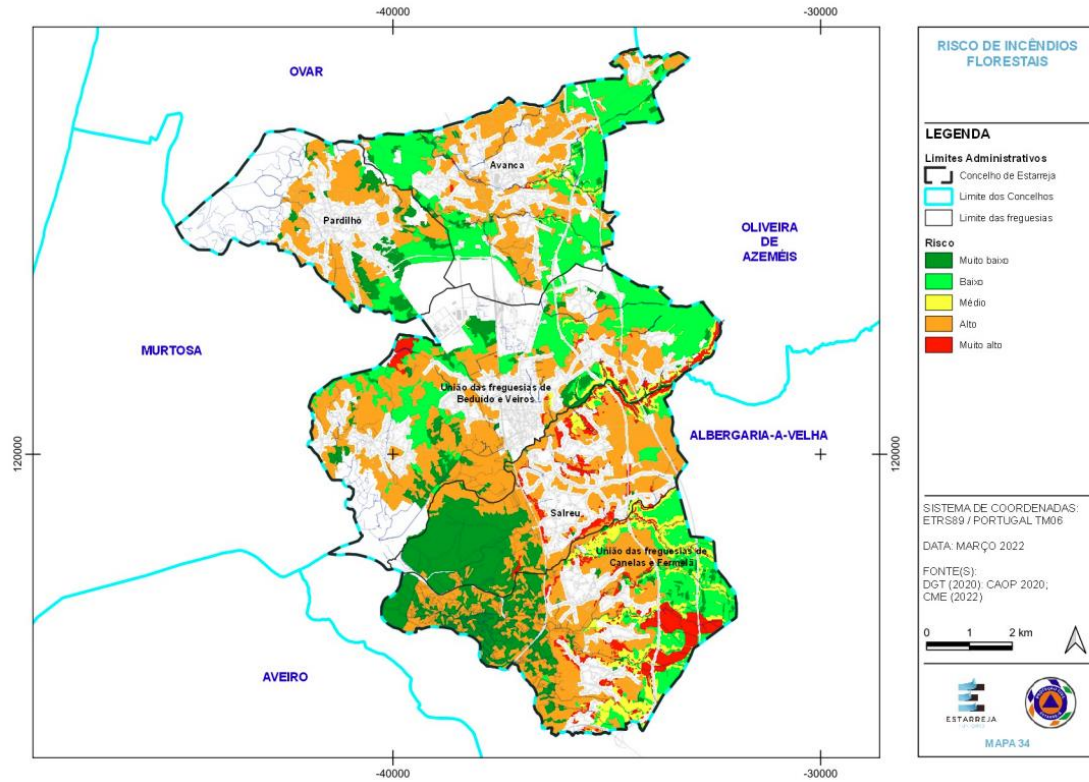 -40000
-30000
OVAR
Avanca
Pardilhó
OLIVEIRA
DE
AZEMÉIS
MURTOSA
União das freguesias de
Beduído e Veiros
ALBERGARIA-A-VELHA
120000
120000
Salreu
União das freguesias de
Canelas e Fermelã
AVEIRO
-40000
-30000
RISCO DE INCÊNDIOS
FLORESTAIS
LEGENDA
Limites Administrativos
Concelho de Estarreja
Limite dos Concelhos
Limite das freguesias
Risco
Muito baixo
Baixo
Médio
Alto
Muito alto
SISTEMA DE COORDENADAS:
ETRS89 / PORTUGAL TM06
DATA: MARÇO 2022
FONTE(S):
DGT (2020): CAOP 2020;
CME (2022)
0 1 2 km
ESTARREJA
MAPA 34